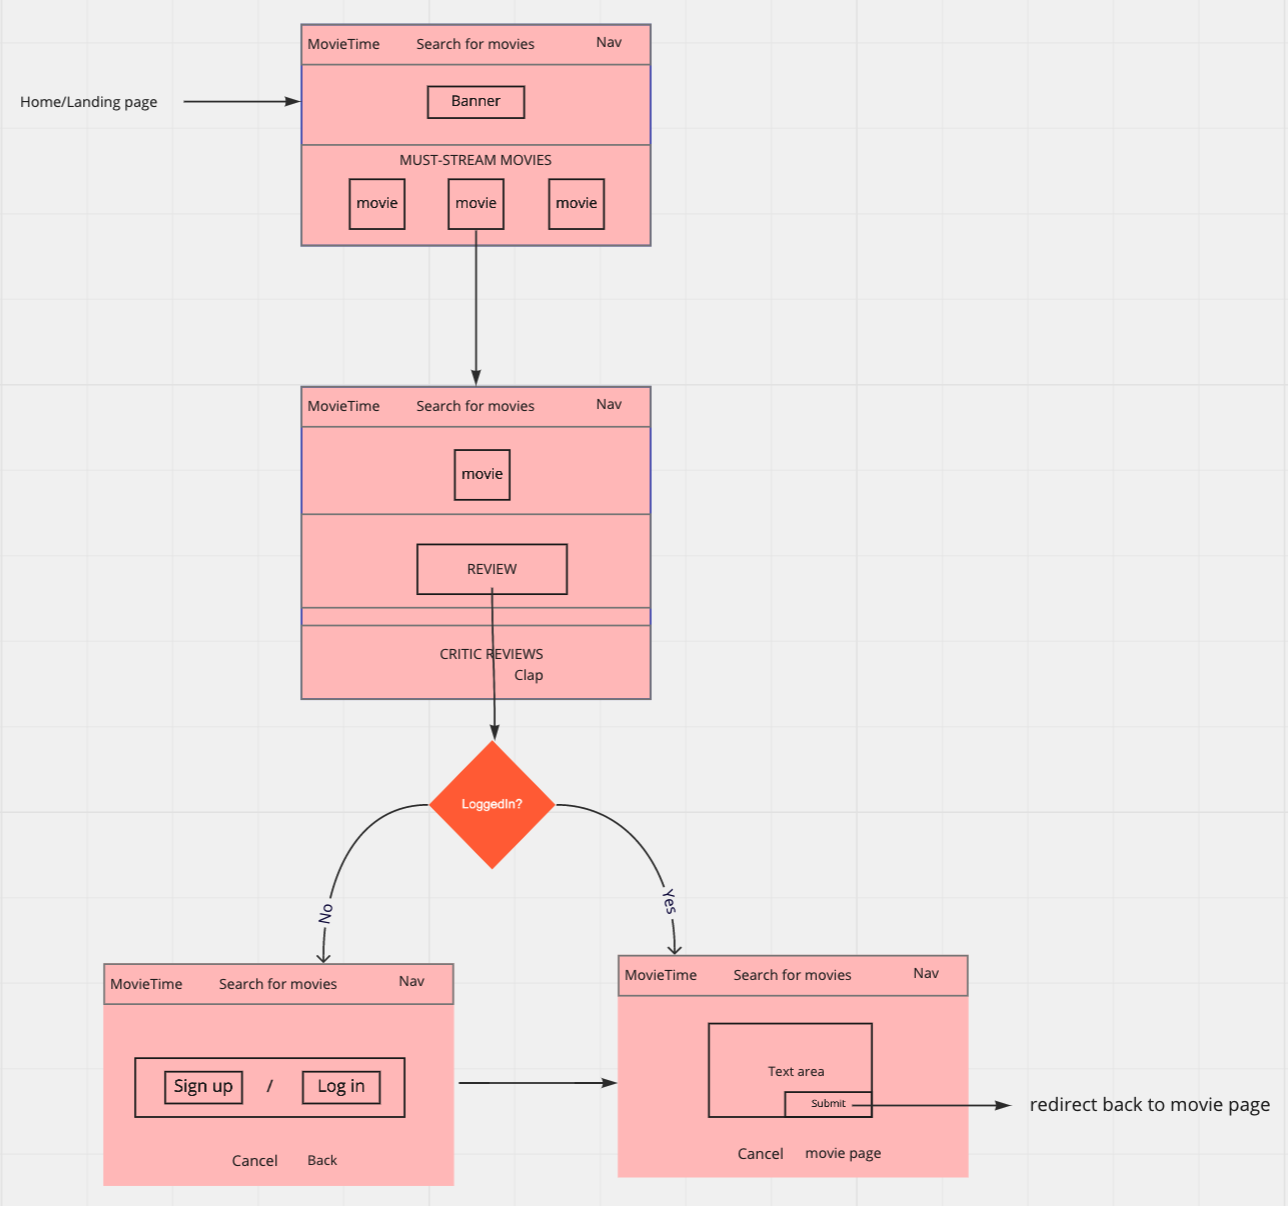 MovieTime Search for movies Nav
Home/Landing page
Banner
MUST-STREAM MOVIES
movie movie movie
MovieTime Search for movies Nav
movie
REVIEW
CRITIC REVIEWS
Clap
LoggedIn?
No
Yes
MovieTime Search for movies Nav
Sign up / Log in
Cancel Back
MovieTime Search for movies Nav
Text area
Submit
redirect back to movie page
Cancel movie page